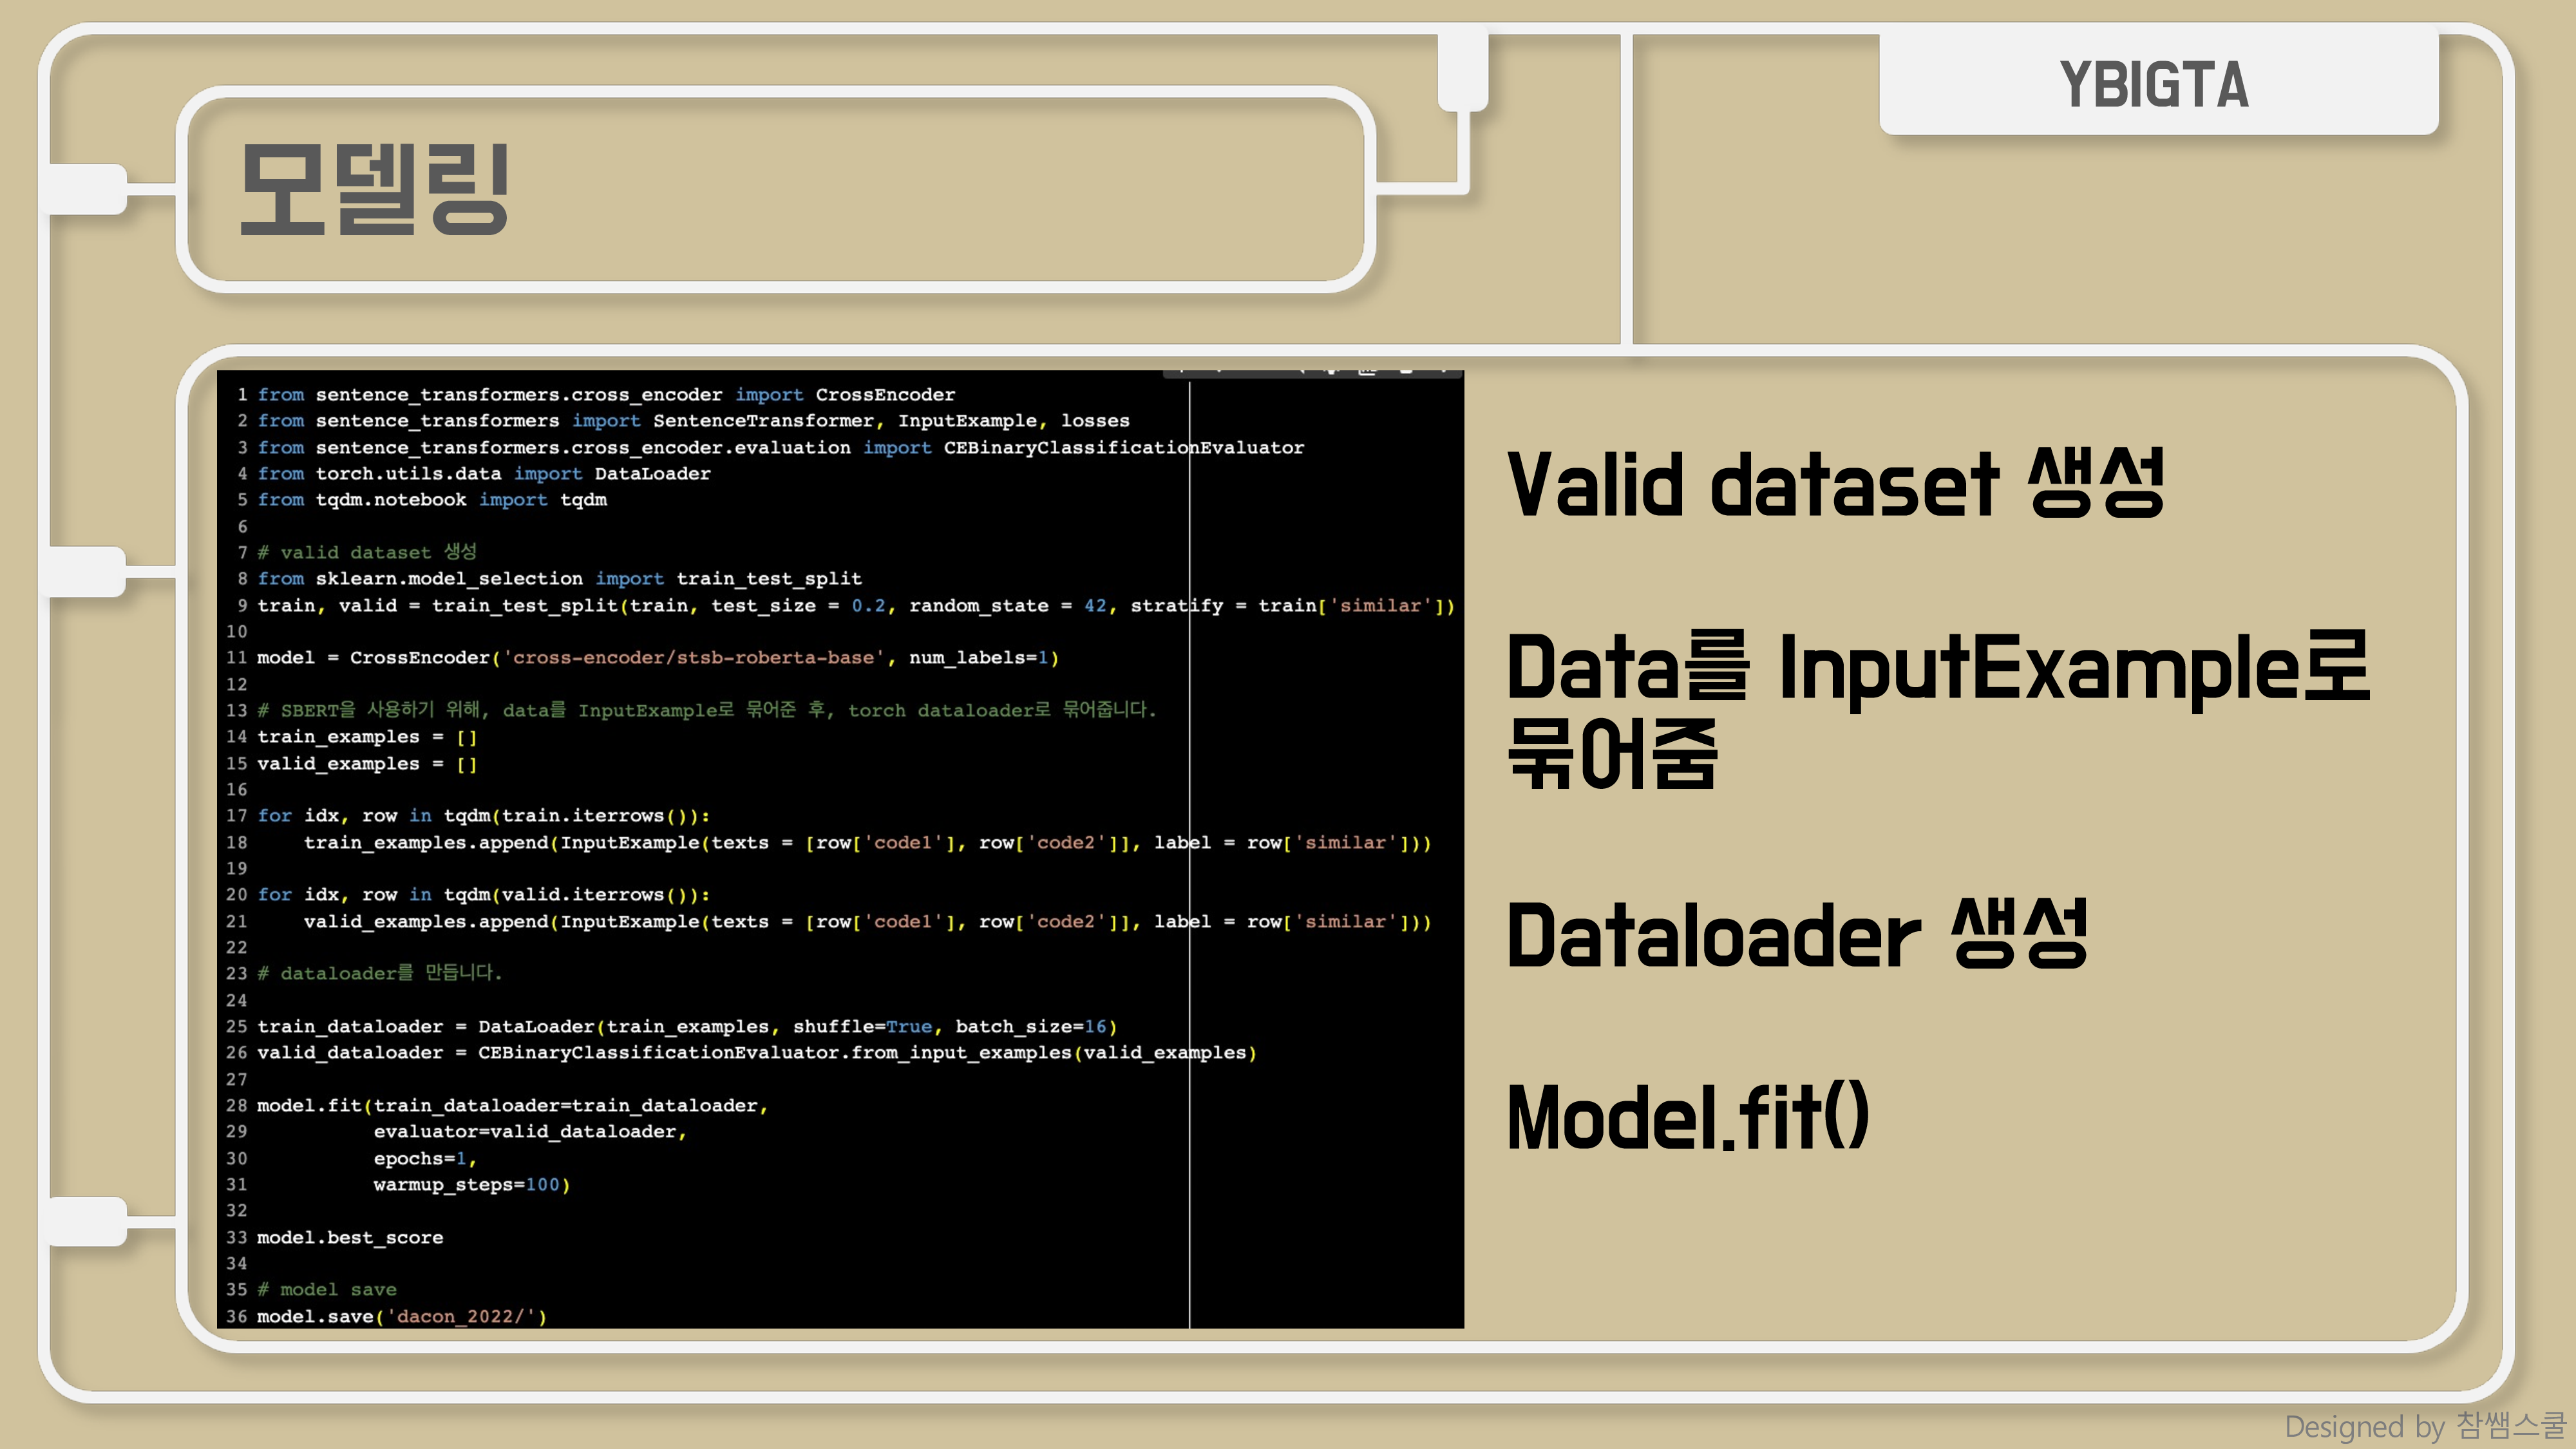 YBIGTA
모델링
1 from sentence_transformers.cross_encoder import CrossEncoder
2 from sentence_transformers import SentenceTransformer, InputExample, losses
3 from sentence_transformers.cross_encoder.evaluation import CEBinaryClassificationEvaluator
4 from torch.utils.data import DataLoader
5 from tqdm.notebook import tqdm
6
7 # valid dataset 생성
8 from sklearn.model_selection import train_test_split
9 train, valid = train_test_split(train, test_size = 0.2, random_state = 42, stratify = train['similar'])
10
11 model = CrossEncoder('cross-encoder/stsb-roberta-base', num_labels=1)
12
13 # SBERT을 사용하기 위해, data를 InputExample로 묶어준 후, torch dataloader로 묶어줍니다.
14 train_examples = []
15 valid_examples = []
16
17 for idx, row in tqdm(train.iterrows()):
18     train_examples.append(InputExample(texts = [row['code1'], row['code2']], label = row['similar']))
19
20 for idx, row in tqdm(valid.iterrows()):
21     valid_examples.append(InputExample(texts = [row['code1'], row['code2']], label = row['similar']))
22
23 # dataloader를 만듭니다.
24
25 train_dataloader = DataLoader(train_examples, shuffle=True, batch_size=16)
26 valid_dataloader = CEBinaryClassificationEvaluator.from_input_examples(valid_examples)
27
28 model.fit(train_dataloader=train_dataloader,
29           evaluator=valid_dataloader,
30           epochs=1,
31           warmup_steps=100)
32
33 model.best_score
34
35 # model save
36 model.save('dacon_2022/')
Valid dataset 생성
Data를 InputExample로
묶어줌
Dataloader 생성
Model.fit()
Designed by 참쌤스쿨